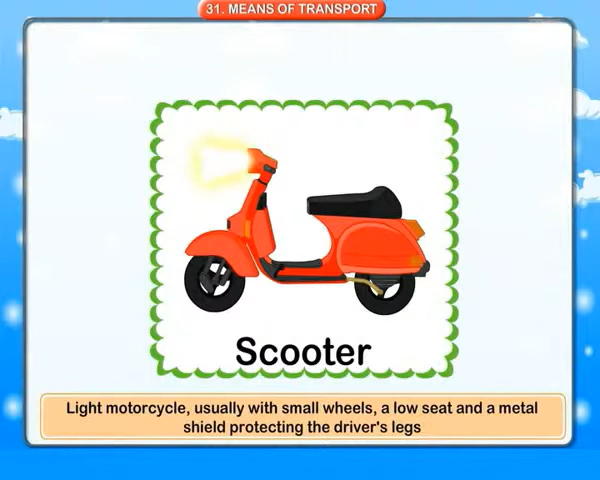 31. MEANS OF TRANSPORT
Scooter
Light motorcycle, usually with small wheels, a low seat and a metal
shield protecting the driver's legs